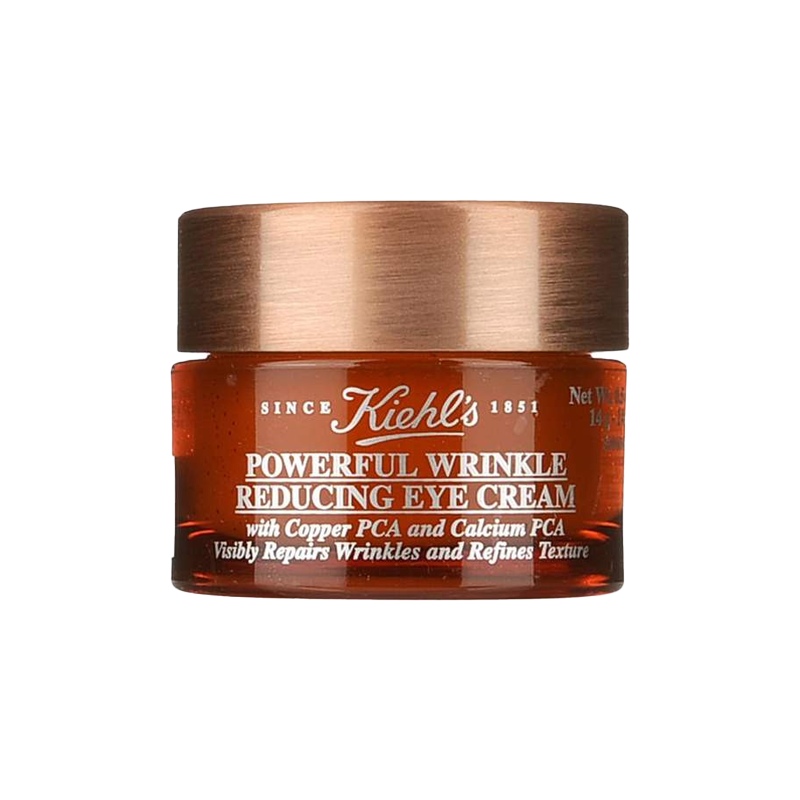 SINCE Kiehl's 1851
POWERFUL WRINKLE
REDUCING EYE CREAM
with Copper PCA and Calcium PCA
Visibly Repairs Wrinkles and Refines Texture
Net
14 g